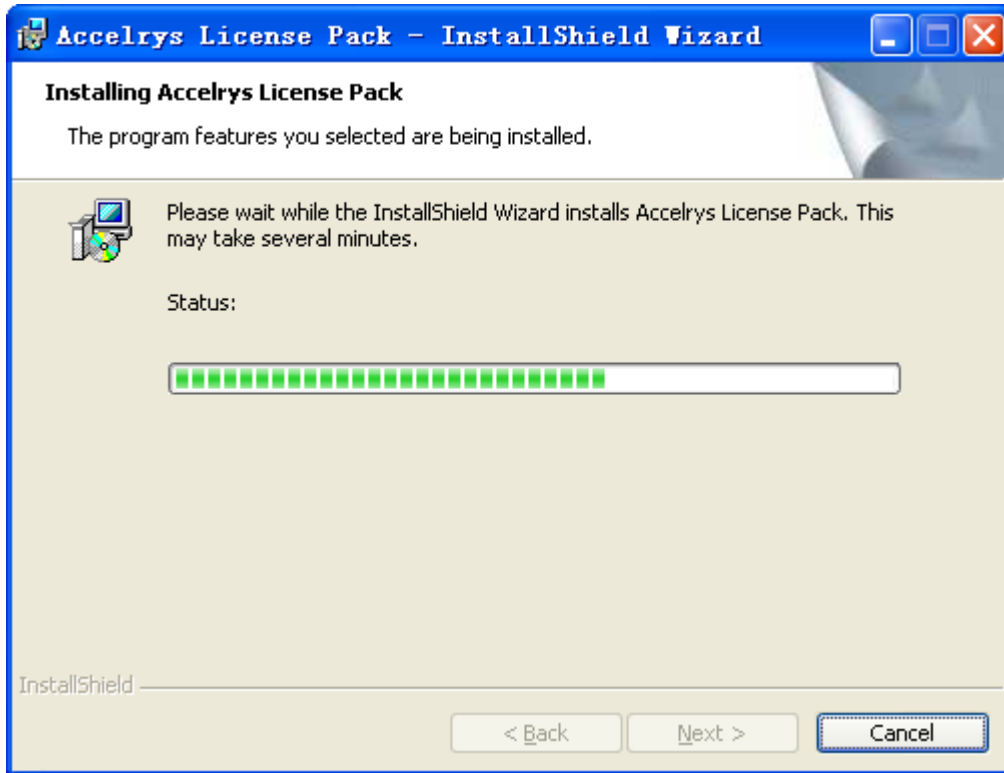 Accelrys License Pack - InstallShield Wizard
Installing Accelrys License Pack
The program features you selected are being installed.
Please wait while the InstallShield Wizard installs Accelrys License Pack. This
may take several minutes.
Status:
InstallShield
< Back
Next >
Cancel